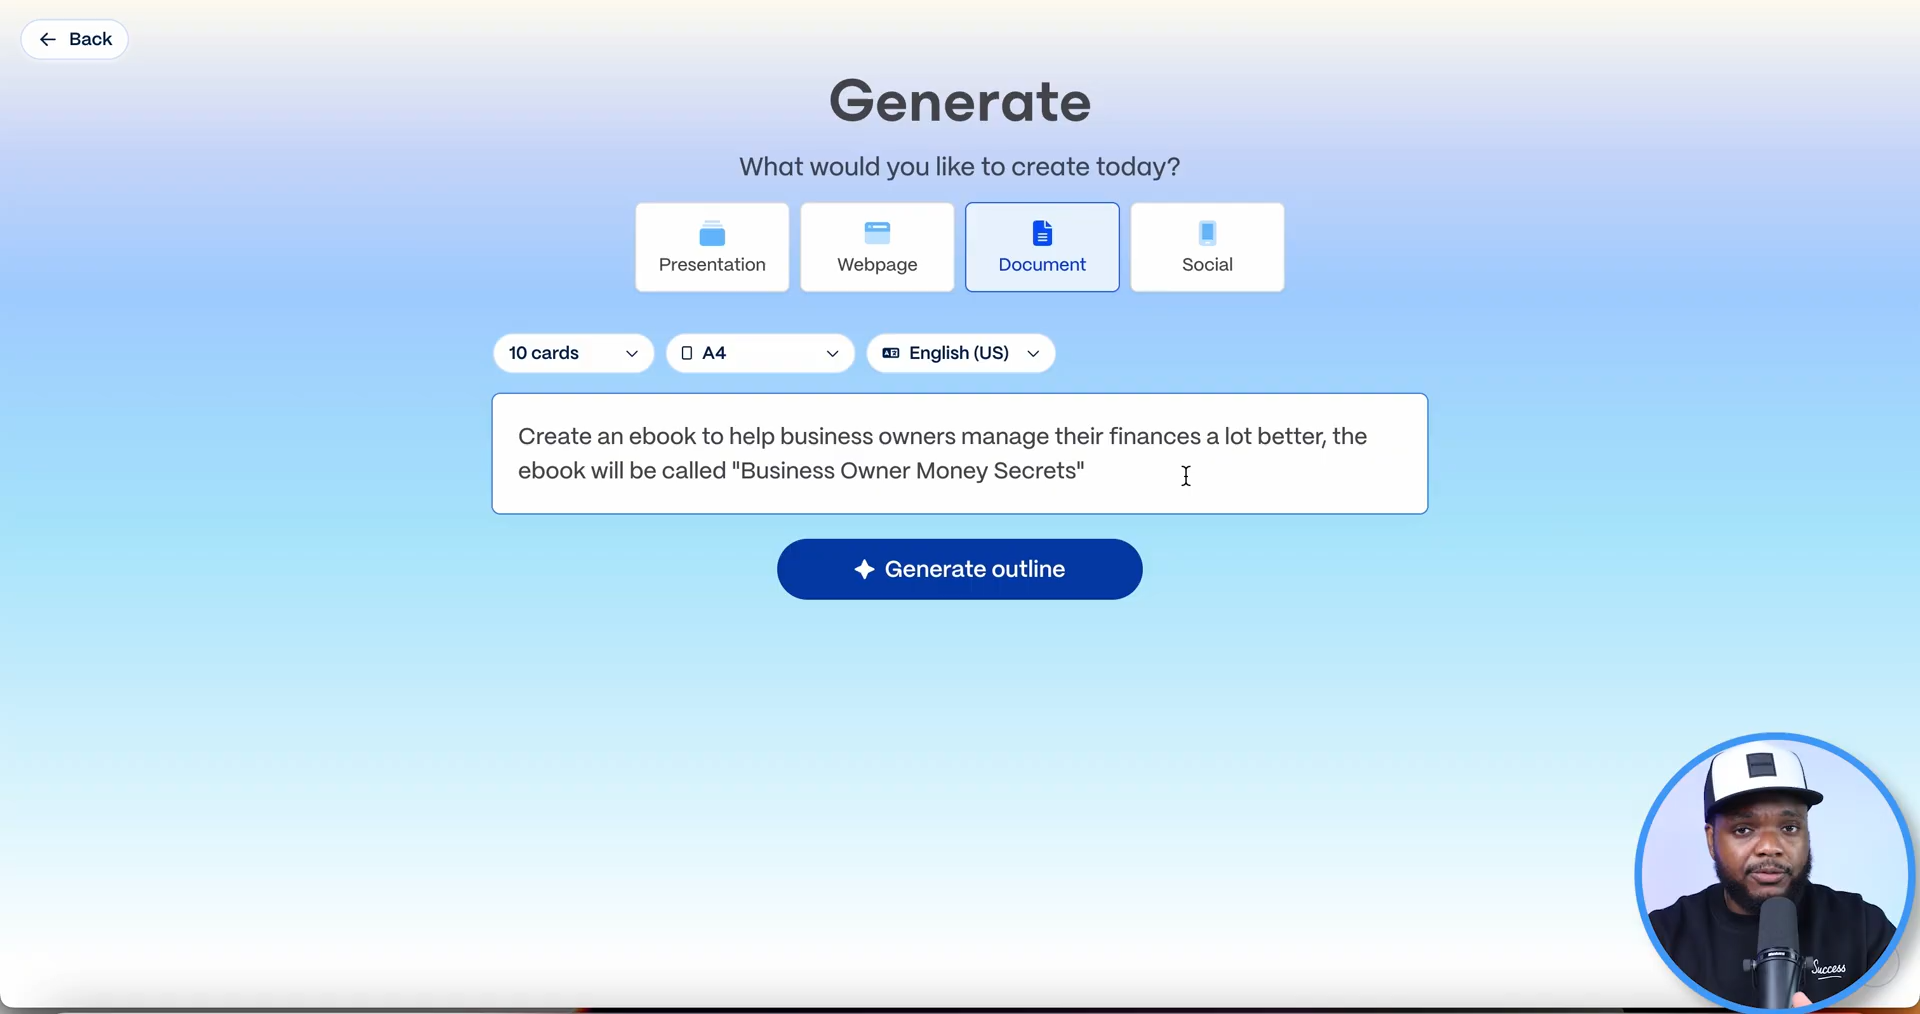 Back
Generate
What would you like to create today?
Presentation
Webpage
Document
Social
10 cards
A4
English (US)
Create an ebook to help business owners manage their finances a lot better, the
ebook will be called "Business Owner Money Secrets"
Generate outline
Success